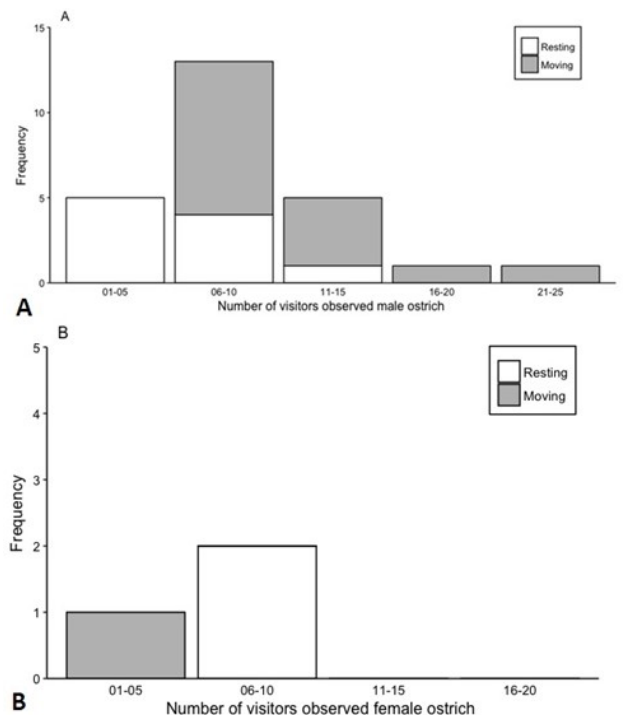 A
15
Resting
Moving
10
Frequency
5
0
01-05 06-10 11-15 16-20 21-25
Number of visitors observed male ostrich
A
B
5
Resting
Moving
4
3
Frequency
2
1
0
01-05 06-10 11-15 16-20
Number of visitors observed female ostrich
B